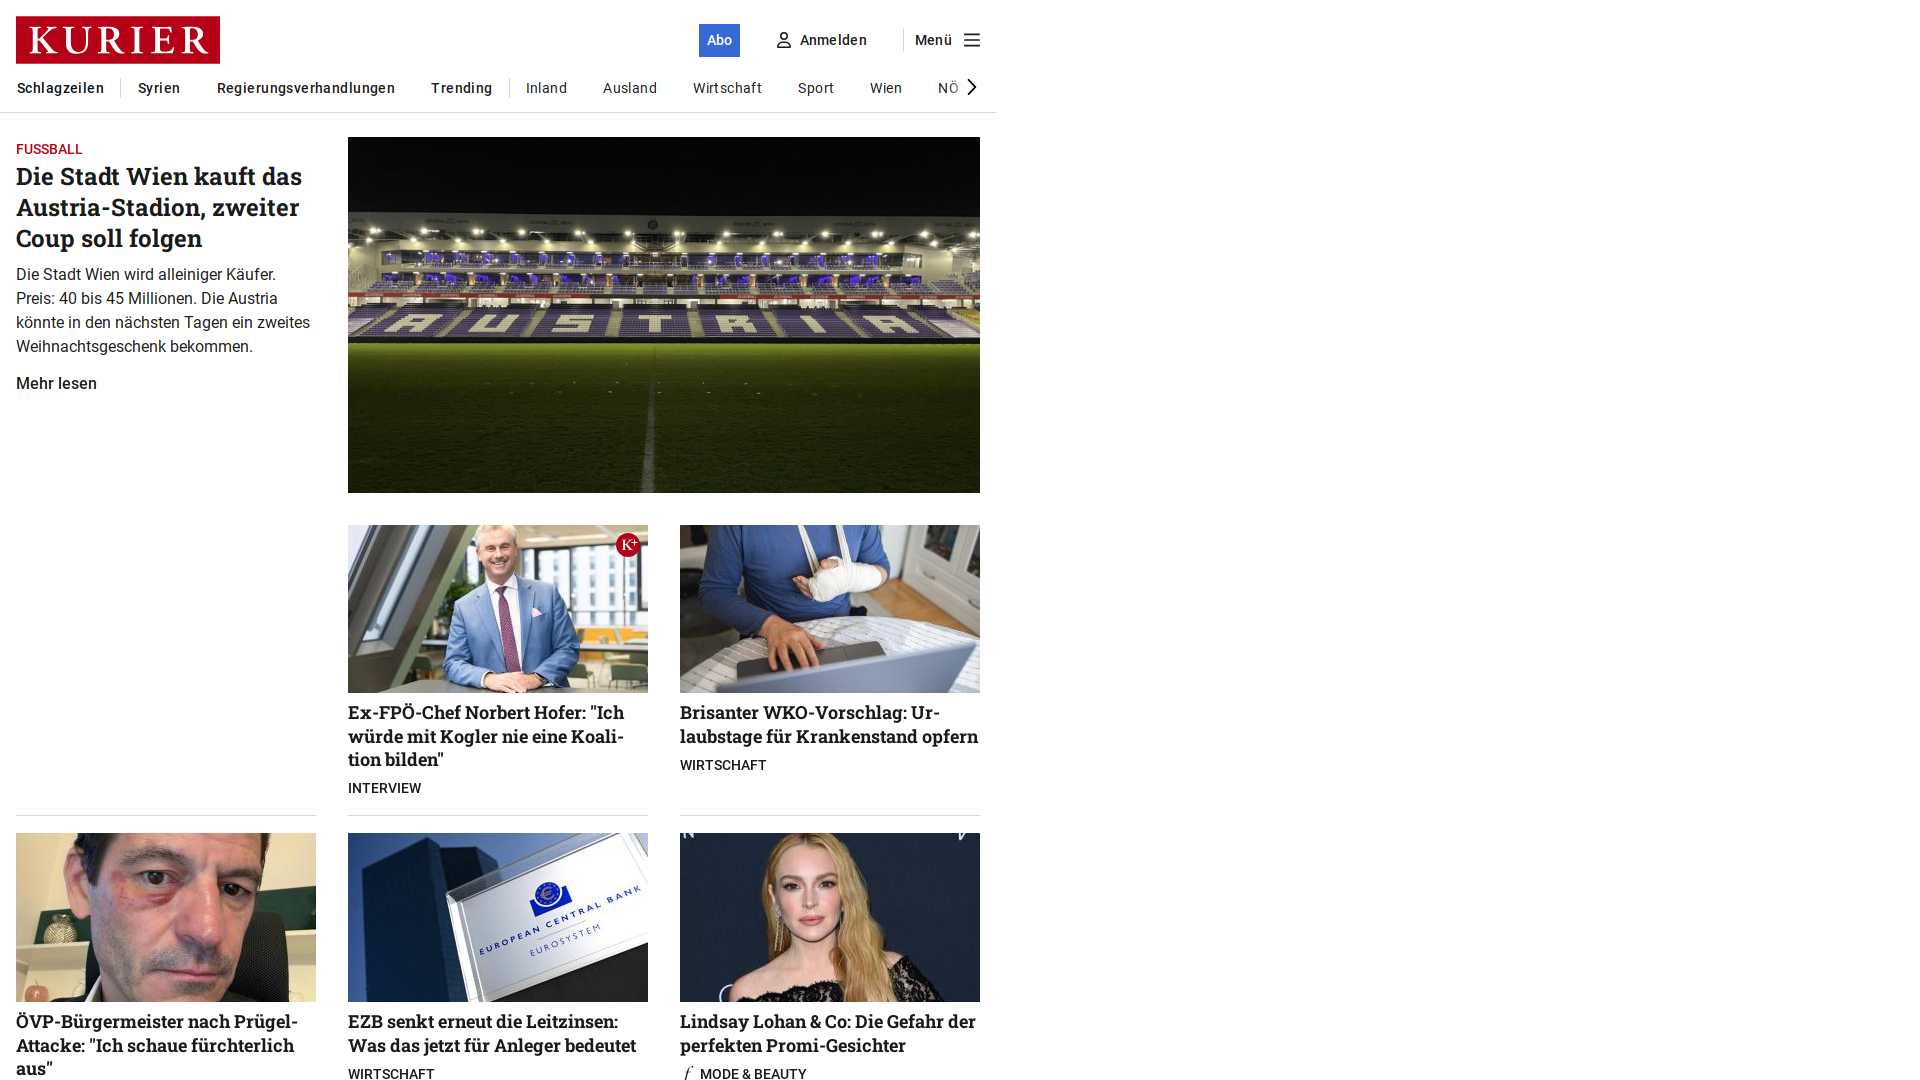 KURIER
Abo
Anmelden
Menü
Schlagzeilen
Syrien
Regierungsverhandlungen
Trending
Inland
Ausland
Wirtschaft
Sport
Wien
NÖ
FUSSBALL
Die Stadt Wien kauft das
Austria-Stadion, zweiter
Coup soll folgen
Die Stadt Wien wird alleiniger Käufer.
Preis: 40 bis 45 Millionen. Die Austria
könnte in den nächsten Tagen ein zweites
Weihnachtsgeschenk bekommen.
Mehr lesen
AUSTRIA
K+
Ex-FPÖ-Chef Norbert Hofer: "Ich
würde mit Kogler nie eine Koali-
tion bilden"
INTERVIEW
Brisanter WKO-Vorschlag: Ur-
laubstage für Krankenstand opfern
WIRTSCHAFT
ÖVP-Bürgermeister nach Prügel-
Attacke: "Ich schaue fürchterlich
aus"
EUROPEAN CENTRAL BANK
EUROSYSTEM
EZB senkt erneut die Leitzinsen:
Was das jetzt für Anleger bedeutet
WIRTSCHAFT
Lindsay Lohan & Co: Die Gefahr der
perfekten Promi-Gesichter
f MODE & BEAUTY